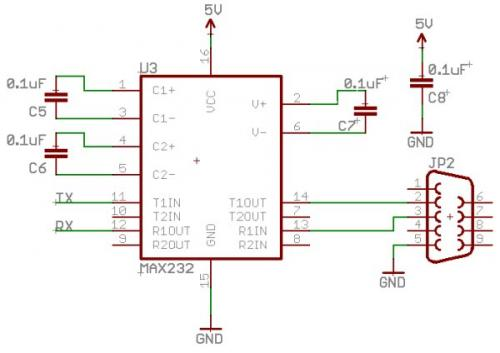 5V
5V
16
U3
0.1uF
1
C1+
VCC
C5
3
C1-
V+
2
0.1uF
C7
0.1uF
C8
0.1uF
4
C2+
V-
6
C6
5
C2-
GND
JP2
TX
11
T1IN
T1OUT
14
10
T2IN
T2OUT
7
RX
12
R1OUT
R1IN
13
9
R2OUT
R2IN
8
GND
MAX232
15
GND
1
2
3
4
5
6
7
8
9
GND